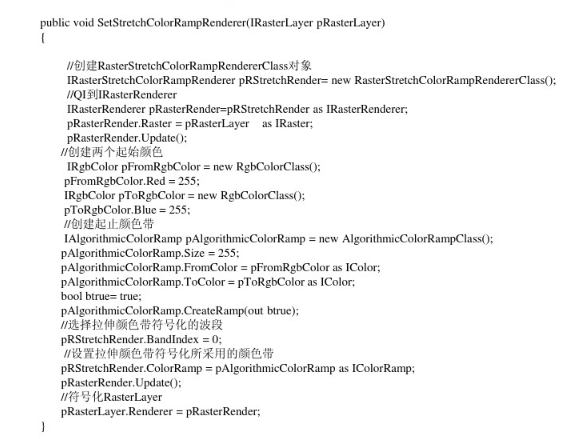 public void SetStretchColorRampRenderer(IRasterLayer pRasterLayer)
{
//创建RasterStretchColorRampRendererClass对象
IRasterStretchColorRampRenderer pRStretchRender= new RasterStretchColorRampRendererClass();
//QI到IRasterRenderer
IRasterRenderer pRasterRender=pRStretchRender as IRasterRenderer;
pRasterRender.Raster = pRasterLayer as IRaster;
pRasterRender.Update();
//创建两个起始颜色
IRgbColor pFromRgbColor = new RgbColorClass();
pFromRgbColor.Red = 255;
IRgbColor pToRgbColor = new RgbColorClass();
pToRgbColor.Blue = 255;
//创建起止颜色带
IAlgorithmicColorRamp pAlgorithmicColorRamp = new AlgorithmicColorRampClass();
pAlgorithmicColorRamp.Size = 255;
pAlgorithmicColorRamp.FromColor = pFromRgbColor as IColor;
pAlgorithmicColorRamp.ToColor = pToRgbColor as IColor;
bool btrue= true;
pAlgorithmicColorRamp.CreateRamp(out btrue);
//选择拉伸颜色带符号化的波段
pRStretchRender.BandIndex = 0;
//设置拉伸颜色带符号化所采用的颜色带
pRStretchRender.ColorRamp = pAlgorithmicColorRamp as IColorRamp;
pRasterRender.Update();
//符号化RasterLayer
pRasterLayer.Renderer = pRasterRender;
}